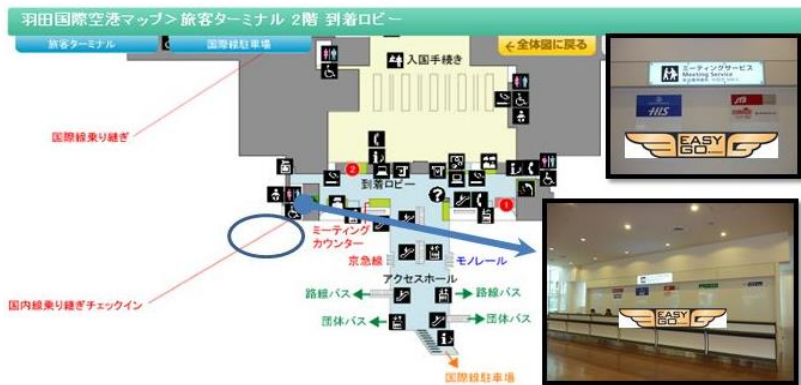 羽田国際空港マップ>旅客ターミナル 2階 到着ロビー
旅客ターミナル
国際線駐車場
←全体図に戻る
入国手続き
国際線乗り継ぎ
2
到着ロビー
?
1
ミーティング
カウンター
京急線
モノレール
アクセスホール
国内線乗り継ぎチェックイン
路線バス
路線バス
団体バス
団体バス
国際線駐車場
ミーティングサービス
Meeting Service
HIS
JTB
EASY
GO
EASY
GO